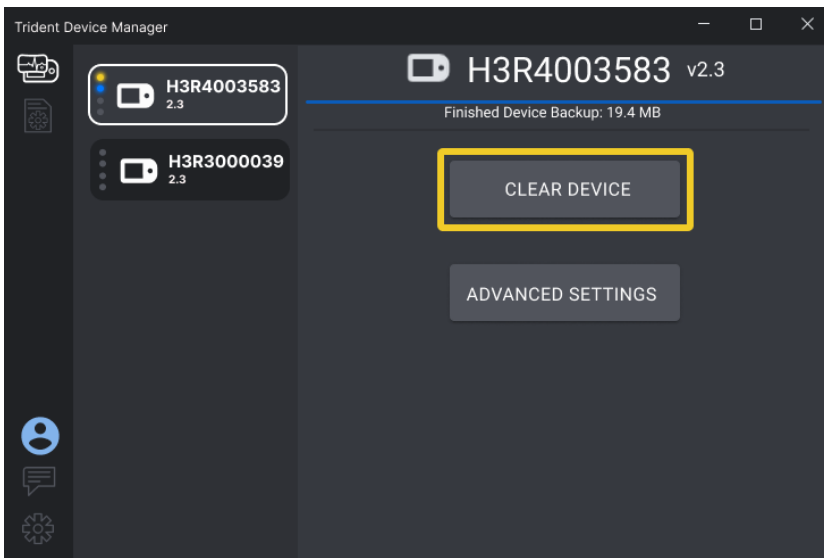 Trident Device Manager
H3R4003583
2.3
H3R3000039
2.3
H3R4003583 v2.3
Finished Device Backup: 19.4 MB
CLEAR DEVICE
ADVANCED SETTINGS